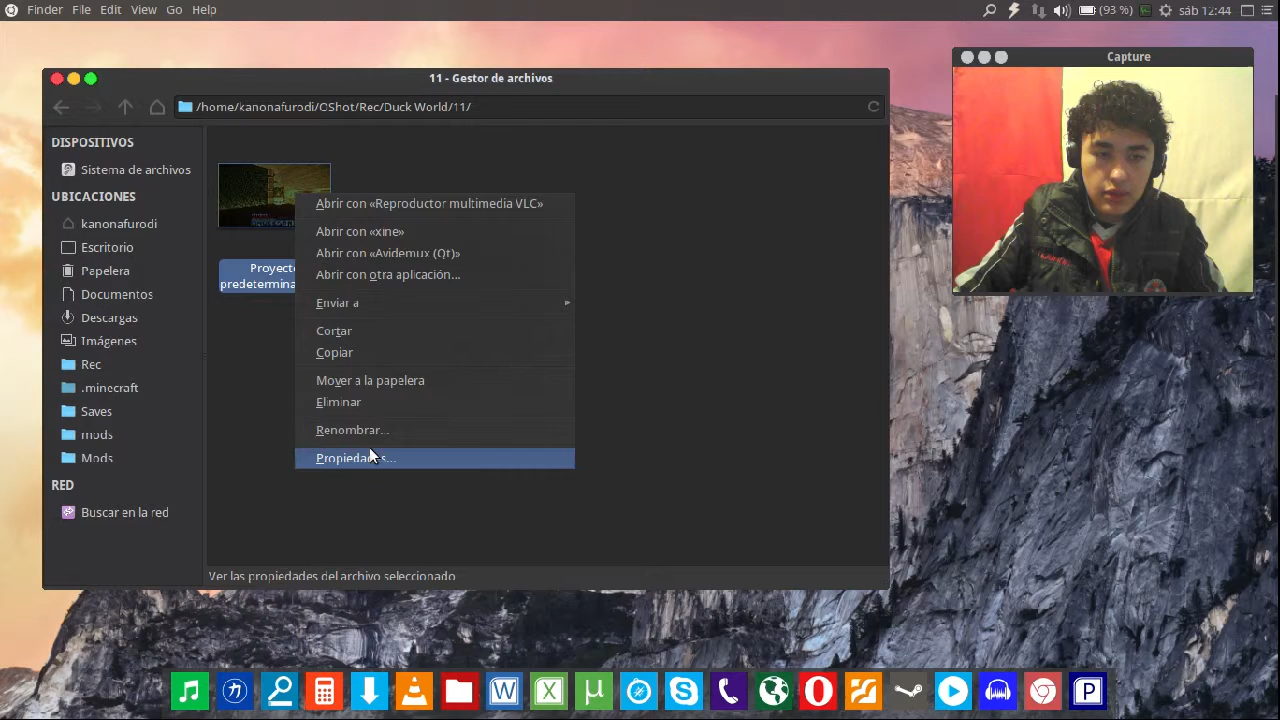 Finder File Edit View Go Help
(93 %) sáb 12:44
Capture
11 - Gestor de archivos
/home/kanonafurodi/OShot/Rec/Duck World/11/
DISPOSITIVOS
Sistema de archivos
UBICACIONES
kanonafurodi
Escritorio
Papelera
Documentos
Descargas
Imágenes
Rec
.minecraft
Saves
mods
Mods
RED
Buscar en la red
Proyecto
predetermina
Abrir con «Reproductor multimedia VLC»
Abrir con «xine»
Abrir con «Avidemux (Qt)»
Abrir con otra aplicación...
Enviar a
Cortar
Copiar
Mover a la papelera
Eliminar
Renombrar...
Propiedades...
Ver las propiedades del archivo seleccionado